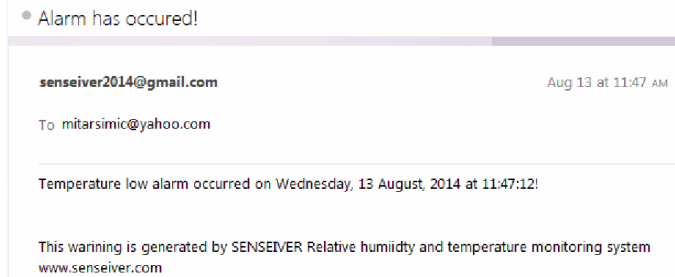 Alarm has occured!
senseiver2014@gmail.com Aug 13 at 11:47 AM
To mitarsimic@yahoo.com
Temperature low alarm occurred on Wednesday, 13 August, 2014 at 11:47:12!
This warining is generated by SENSEIVER Relative humiidty and temperature monitoring system
www.senseiver.com